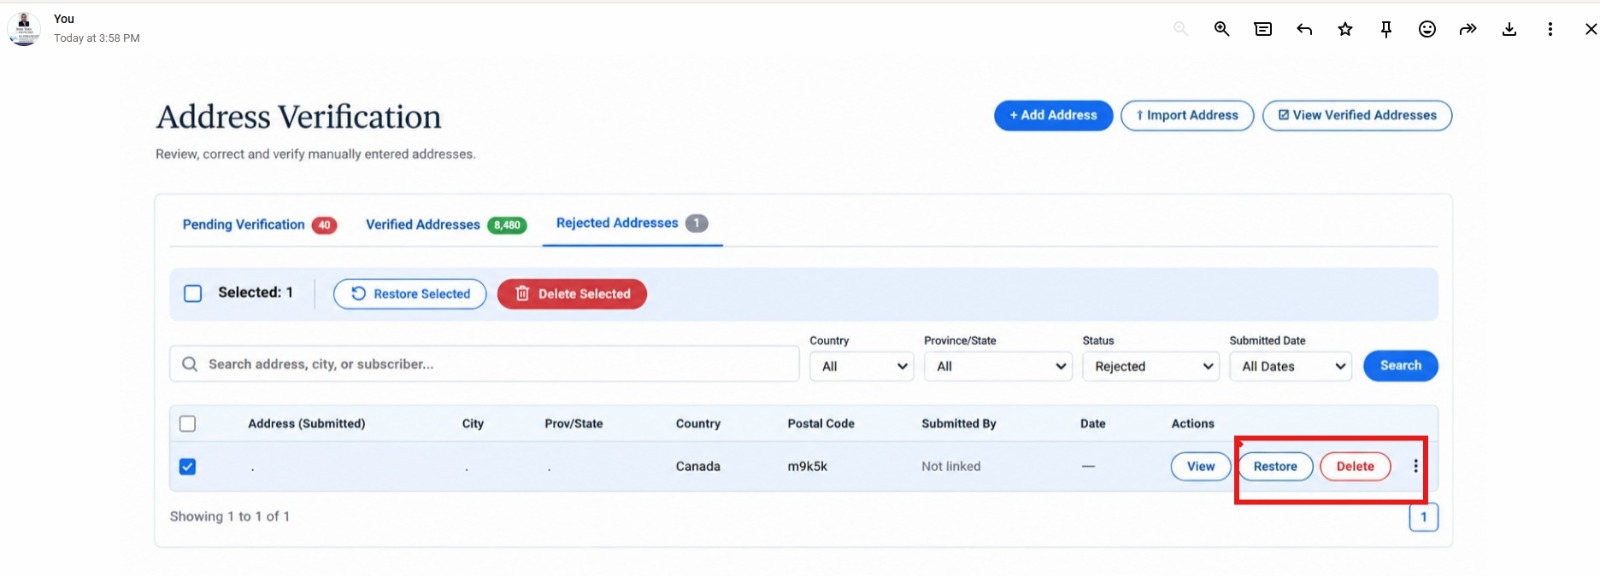 You
Today at 3:58 PM
Address Verification
+ Add Address
↑ Import Address
View Verified Addresses
Review, correct and verify manually entered addresses.
Pending Verification 40
Verified Addresses 8,480
Rejected Addresses 1
Selected: 1
Restore Selected
Delete Selected
Search address, city, or subscriber...
Country
All
Province/State
All
Status
Rejected
Submitted Date
All Dates
Search
Address (Submitted) City Prov/State Country Postal Code Submitted By Date Actions
. . . Canada m9k5k Not linked — View Restore Delete
Showing 1 to 1 of 1
1